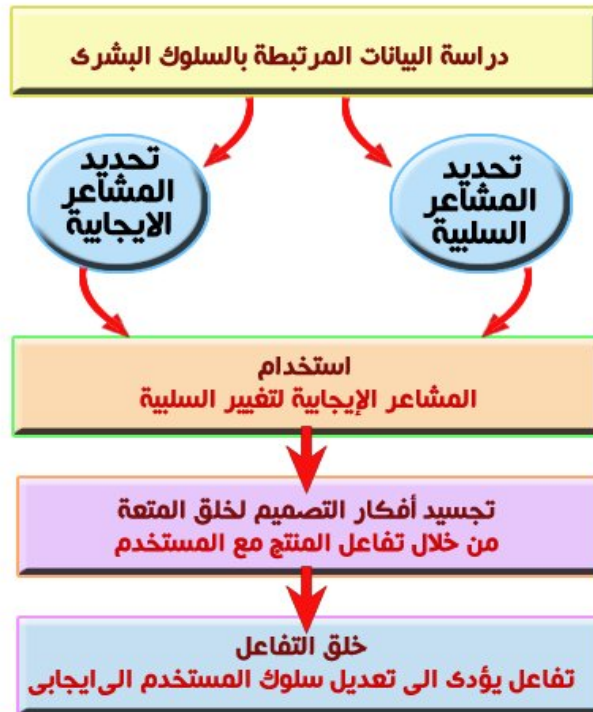 دراسة البيانات المرتبطة بالسلوك البشرى
تحديد
المشاعر
السلبية
تحديد
المشاعر
الايجابية
استخدام
المشاعر الإيجابية لتغيير السلبية
تجسيد أفكار التصميم لخلق المتعة
من خلال تفاعل المنتج مع المستخدم
خلق التفاعل
تفاعل يؤدى الى تعديل سلوك المستخدم الى ايجابى